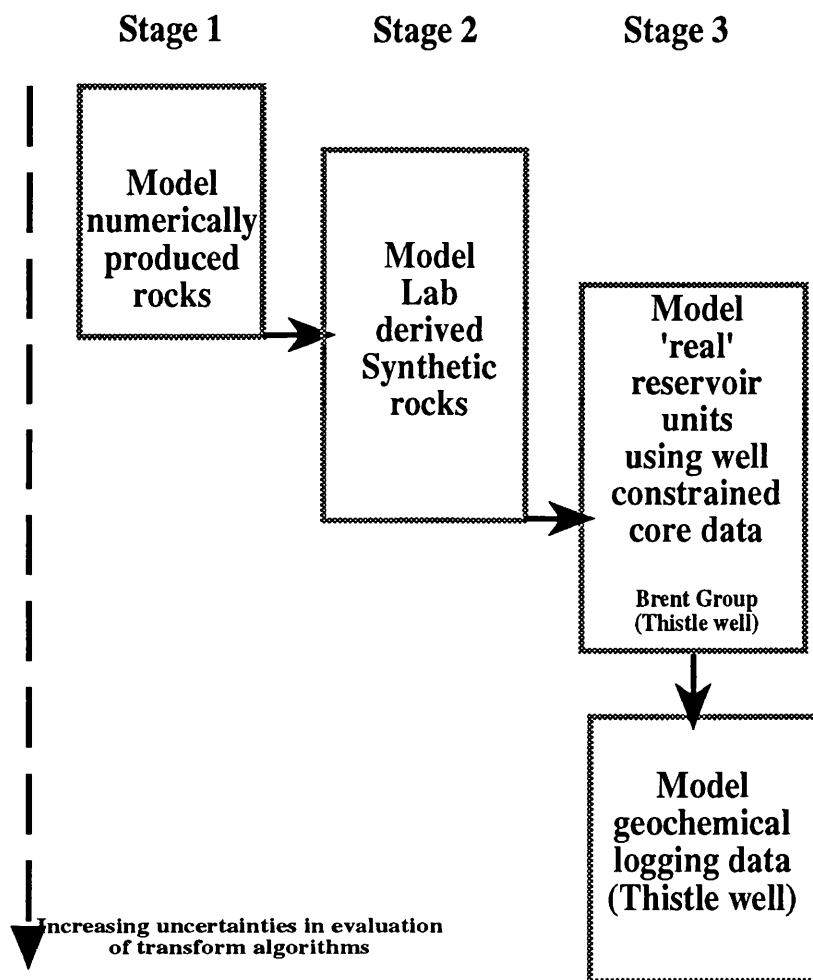 Stage 1
Stage 2
Stage 3
Model
numerically
produced
rocks
Model
Lab
derived
Synthetic
rocks
Model
'real'
reservoir
units
using well
constrained
core data
Brent Group
(Thistle well)
Model
geochemical
logging data
(Thistle well)
Increasing uncertainties in evaluation
of transform algorithms